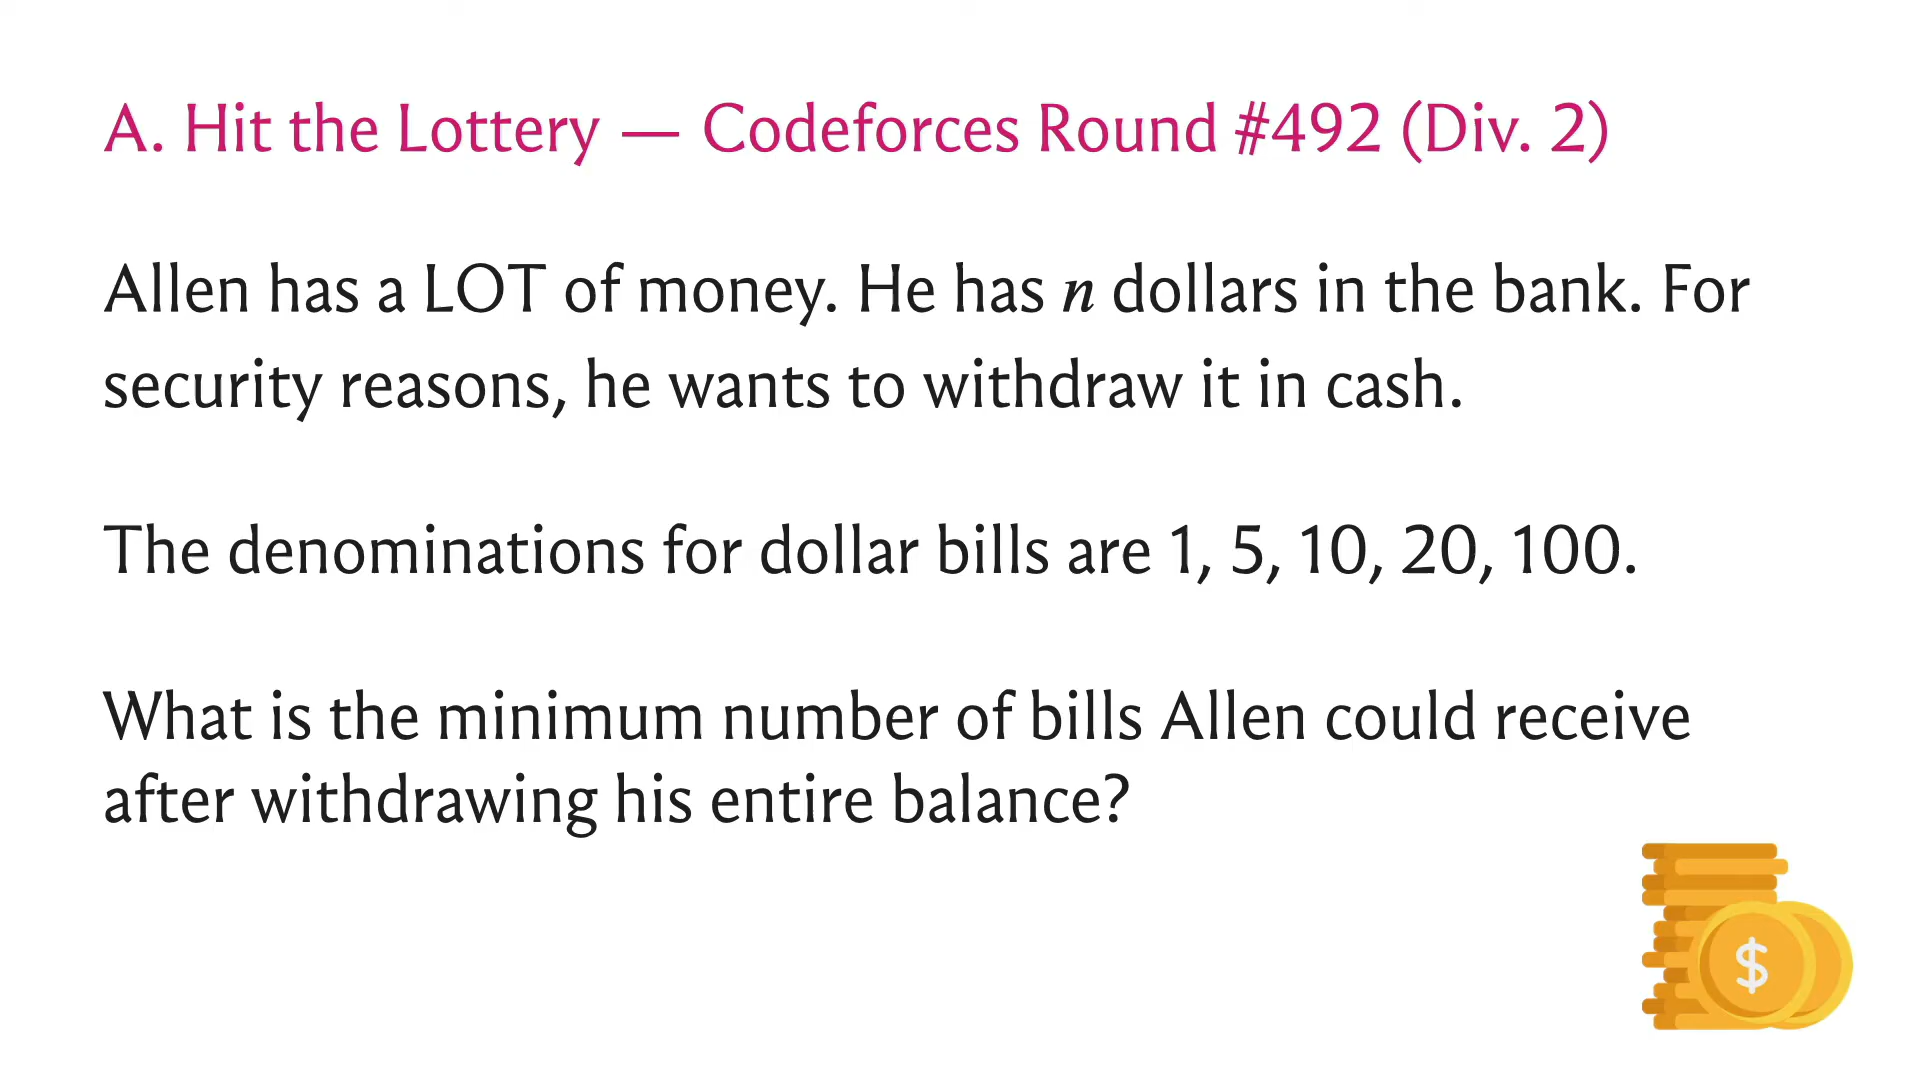 A. Hit the Lottery — Codeforces Round #492 (Div. 2)
Allen has a LOT of money. He has n dollars in the bank. For
security reasons, he wants to withdraw it in cash.
The denominations for dollar bills are 1, 5, 10, 20, 100.
What is the minimum number of bills Allen could receive
after withdrawing his entire balance?
$